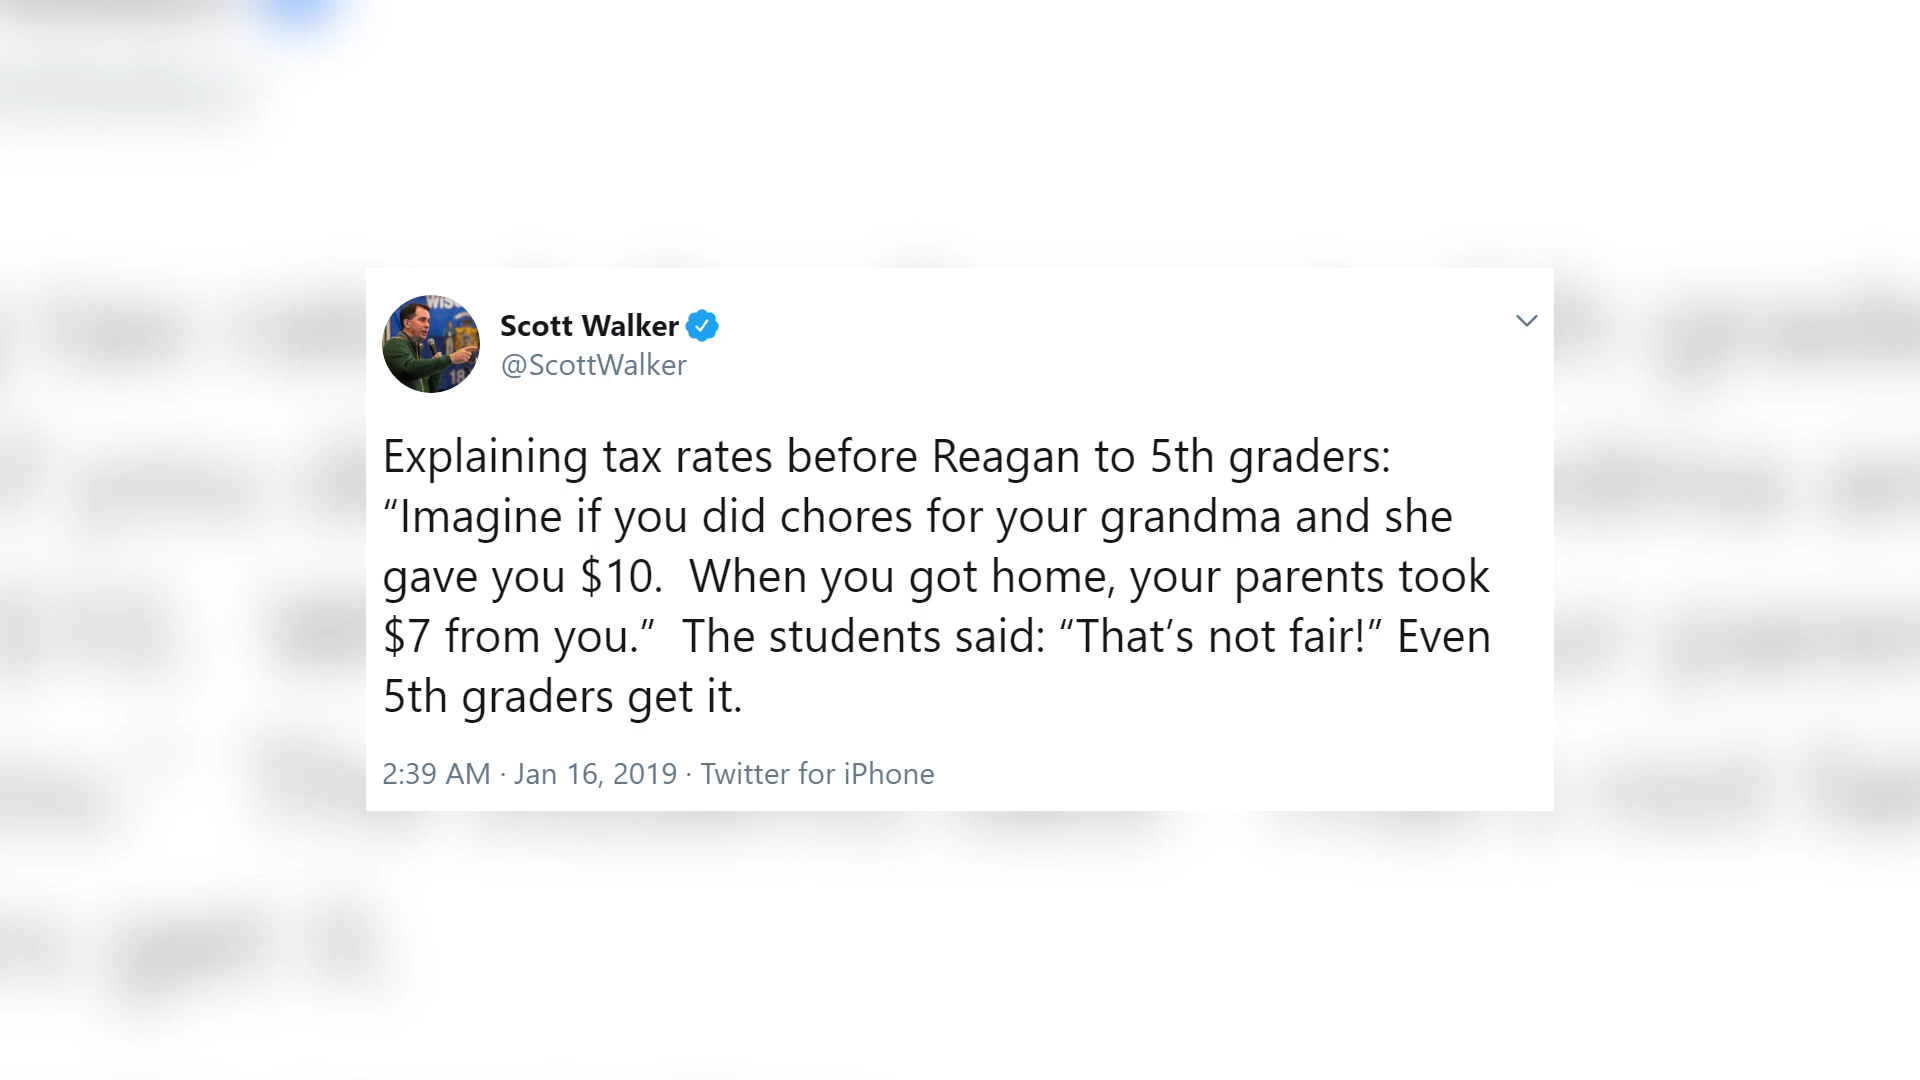 Scott Walker
@ScottWalker
Explaining tax rates before Reagan to 5th graders:
“Imagine if you did chores for your grandma and she
gave you $10.  When you got home, your parents took
$7 from you.”  The students said: “That’s not fair!” Even
5th graders get it.
2:39 AM · Jan 16, 2019 · Twitter for iPhone